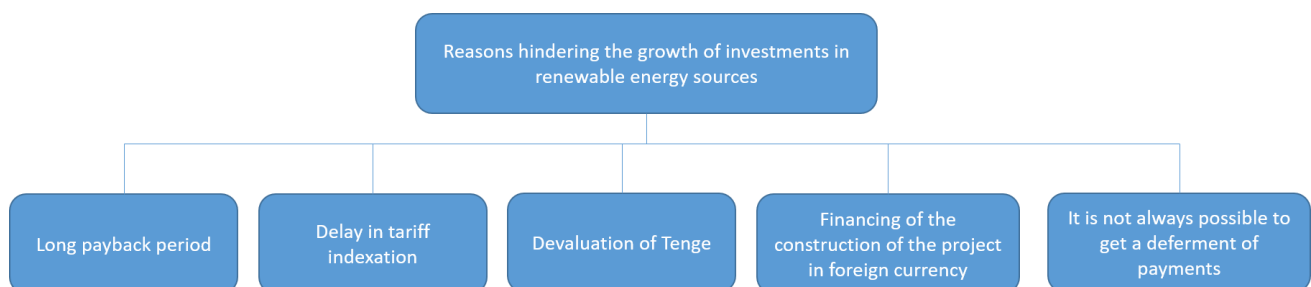 Reasons hindering the growth of investments in
renewable energy sources
Long payback period
Delay in tariff
indexation
Devaluation of Tenge
Financing of the
construction of the project
in foreign currency
It is not always possible to
get a deferment of
payments